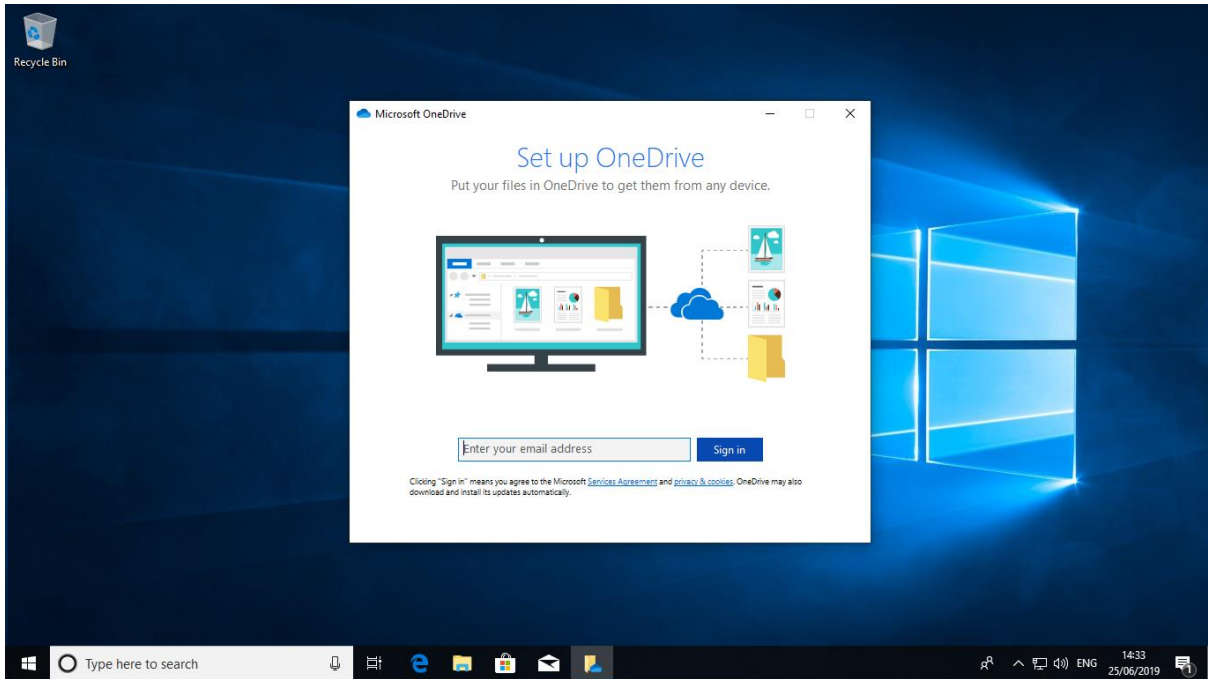 Recycle Bin
Microsoft OneDrive
Set up OneDrive
Put your files in OneDrive to get them from any device.
Enter your email address
Sign in
Clicking "Sign in" means you agree to the Microsoft Services Agreement and privacy & cookies. OneDrive may also
download and install its updates automatically.
Type here to search
ENG
14:33
25/06/2019
1